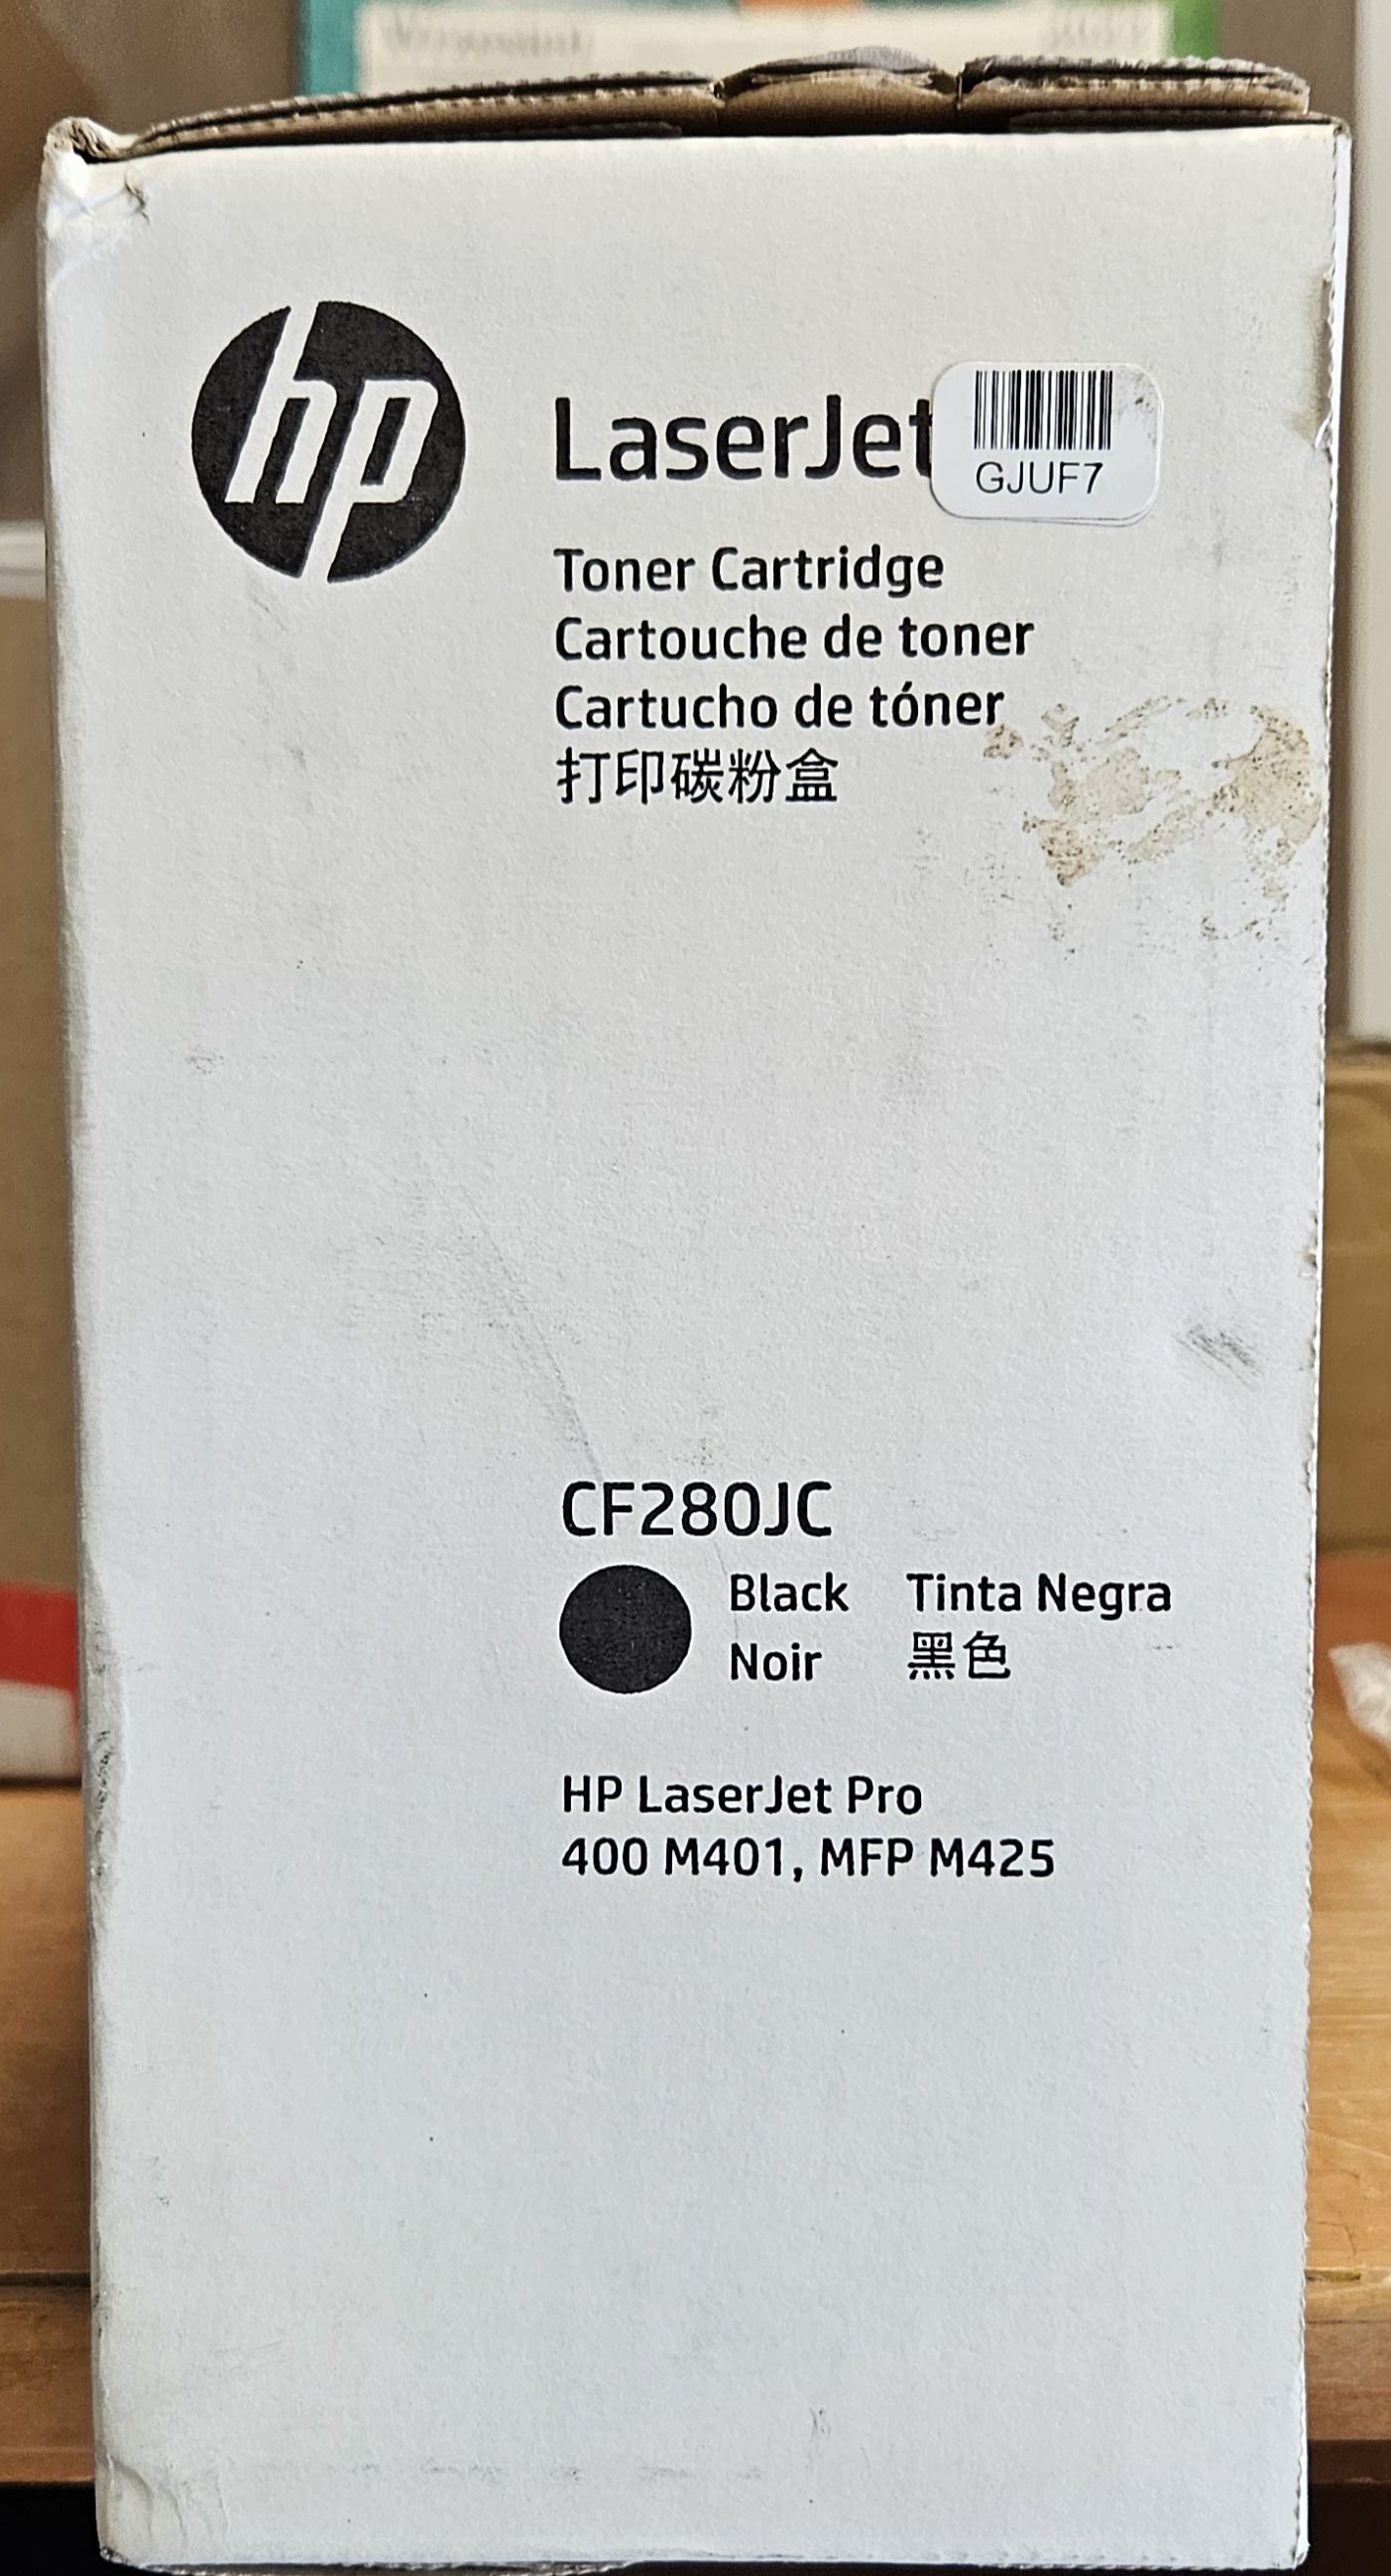 hp
LaserJet
GJUF7
Toner Cartridge
Cartouche de toner
Cartucho de tóner
打印碳粉盒
CF280JC
Black Tinta Negra
Noir 黑色
HP LaserJet Pro
400 M401, MFP M425